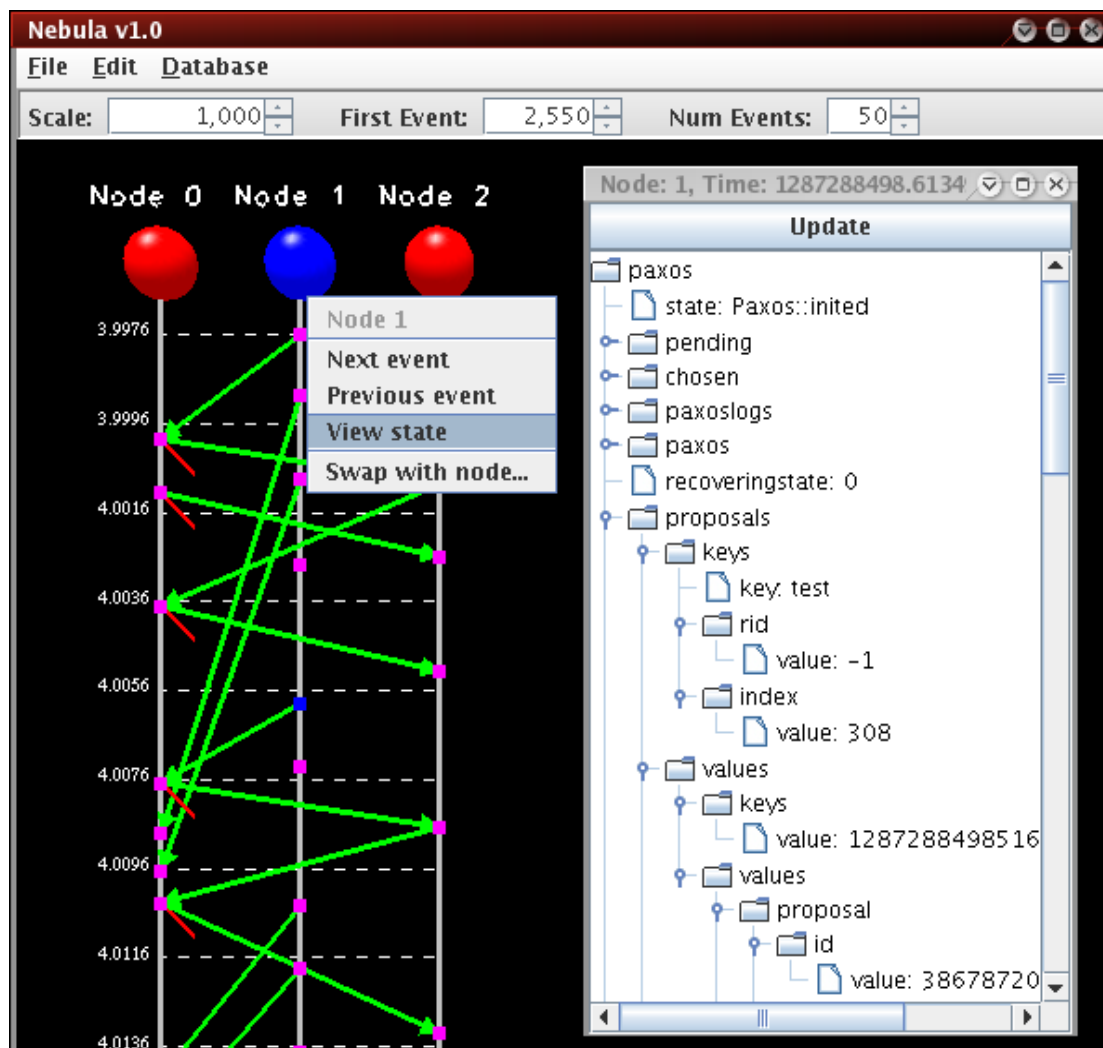 Nebula v1.0
File Edit Database
Scale: 1,000 First Event: 2,550 Num Events: 50
Node 0 Node 1 Node 2
3.9976
3.9996
4.0016
4.0036
4.0056
4.0076
4.0096
4.0116
4.0136
Node 1
Next event
Previous event
View state
Swap with node...
Node: 1, Time: 1287288498.6134
Update
paxos
state: Paxos::inited
pending
chosen
paxoslogs
paxos
recoveringstate: 0
proposals
keys
key: test
rid
value: -1
index
value: 308
values
keys
value: 1287288498516
values
proposal
id
value: 38678720